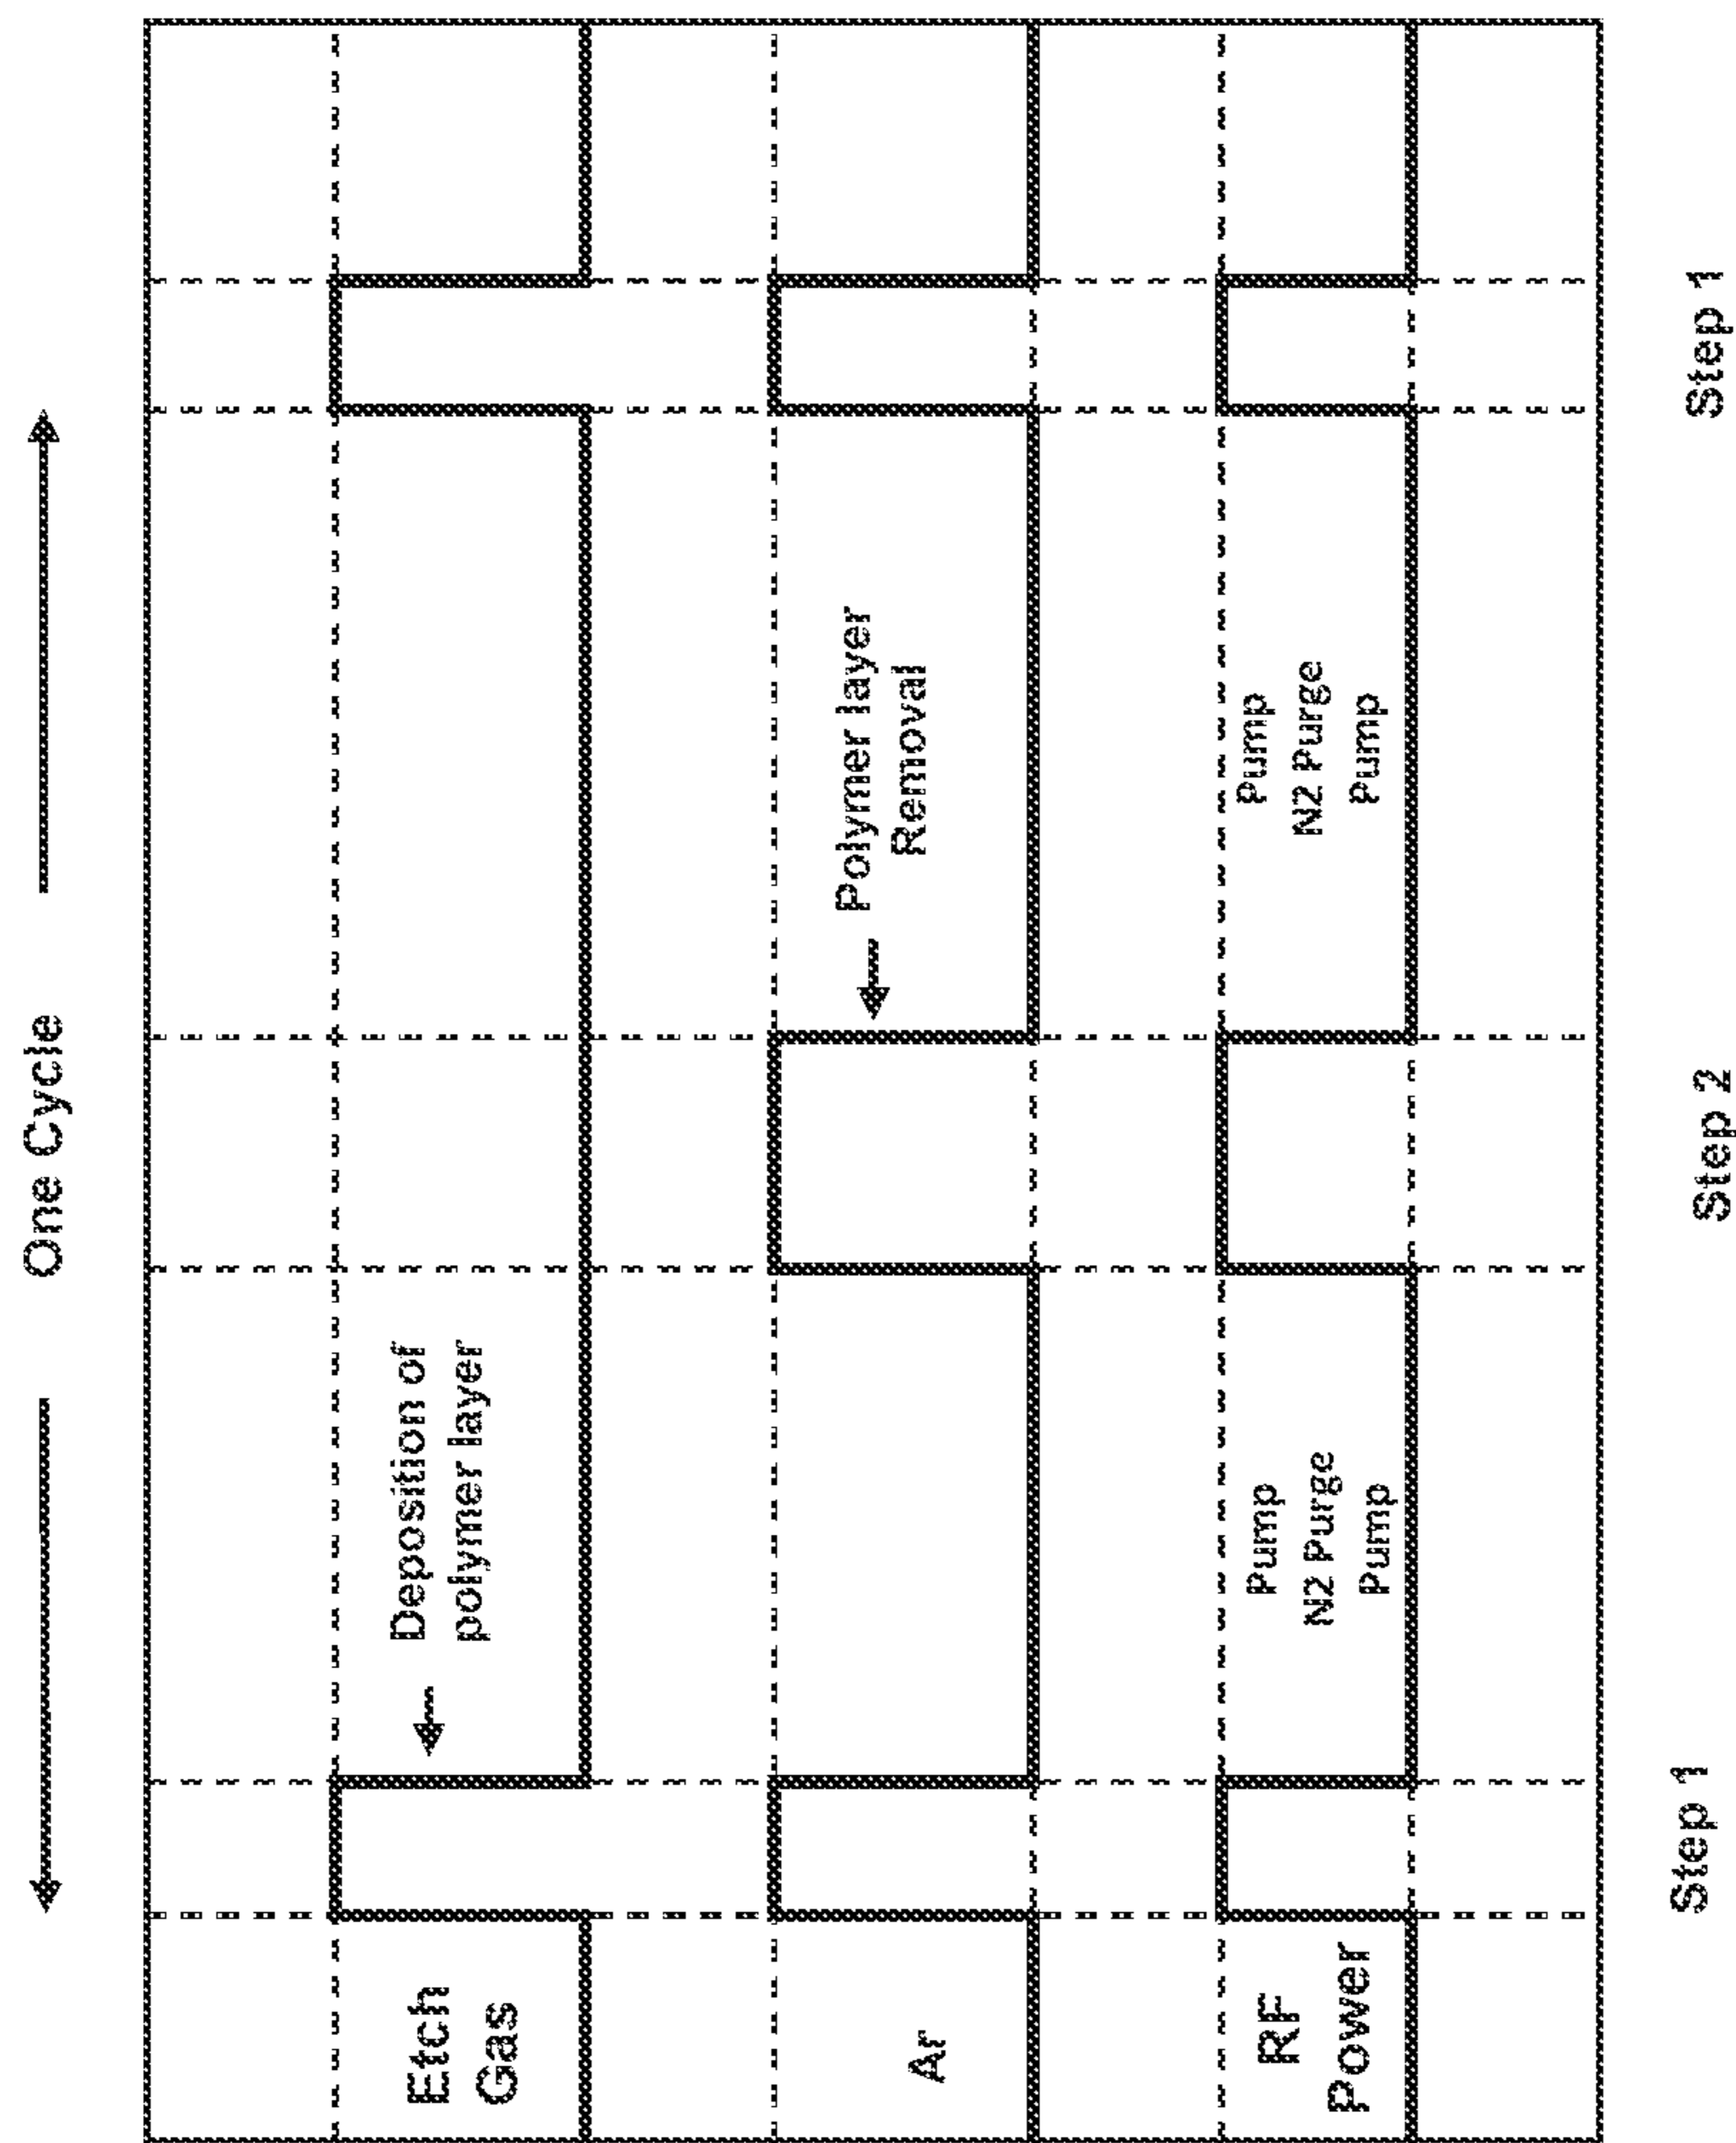 One Cycle
Etch
Gas
Deposition of
polymer layer
Ar
Polymer layer
Removal
RF
Power
Pump
N2 Purge
Pump
Pump
N2 Purge
Pump
Step 1
Step 2
Step 1